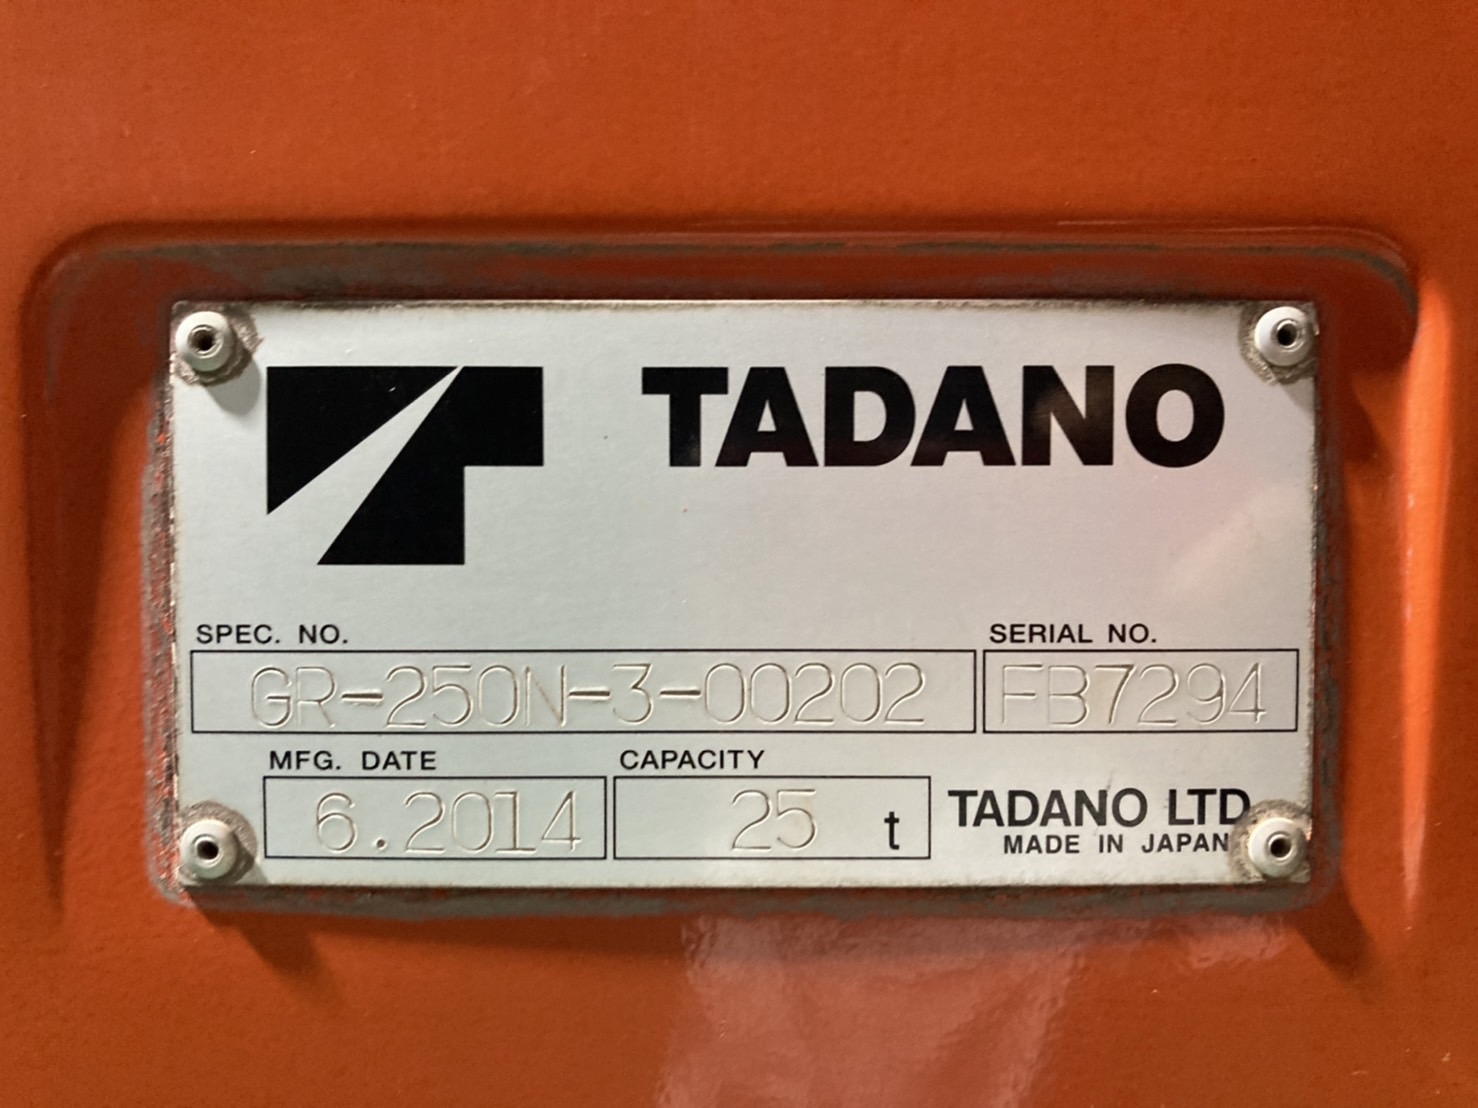 TADANO
SPEC. NO.
GR-250N-3-00202
SERIAL NO.
FB7294
MFG. DATE
6.2014
CAPACITY
25 t
TADANO LTD.
MADE IN JAPAN